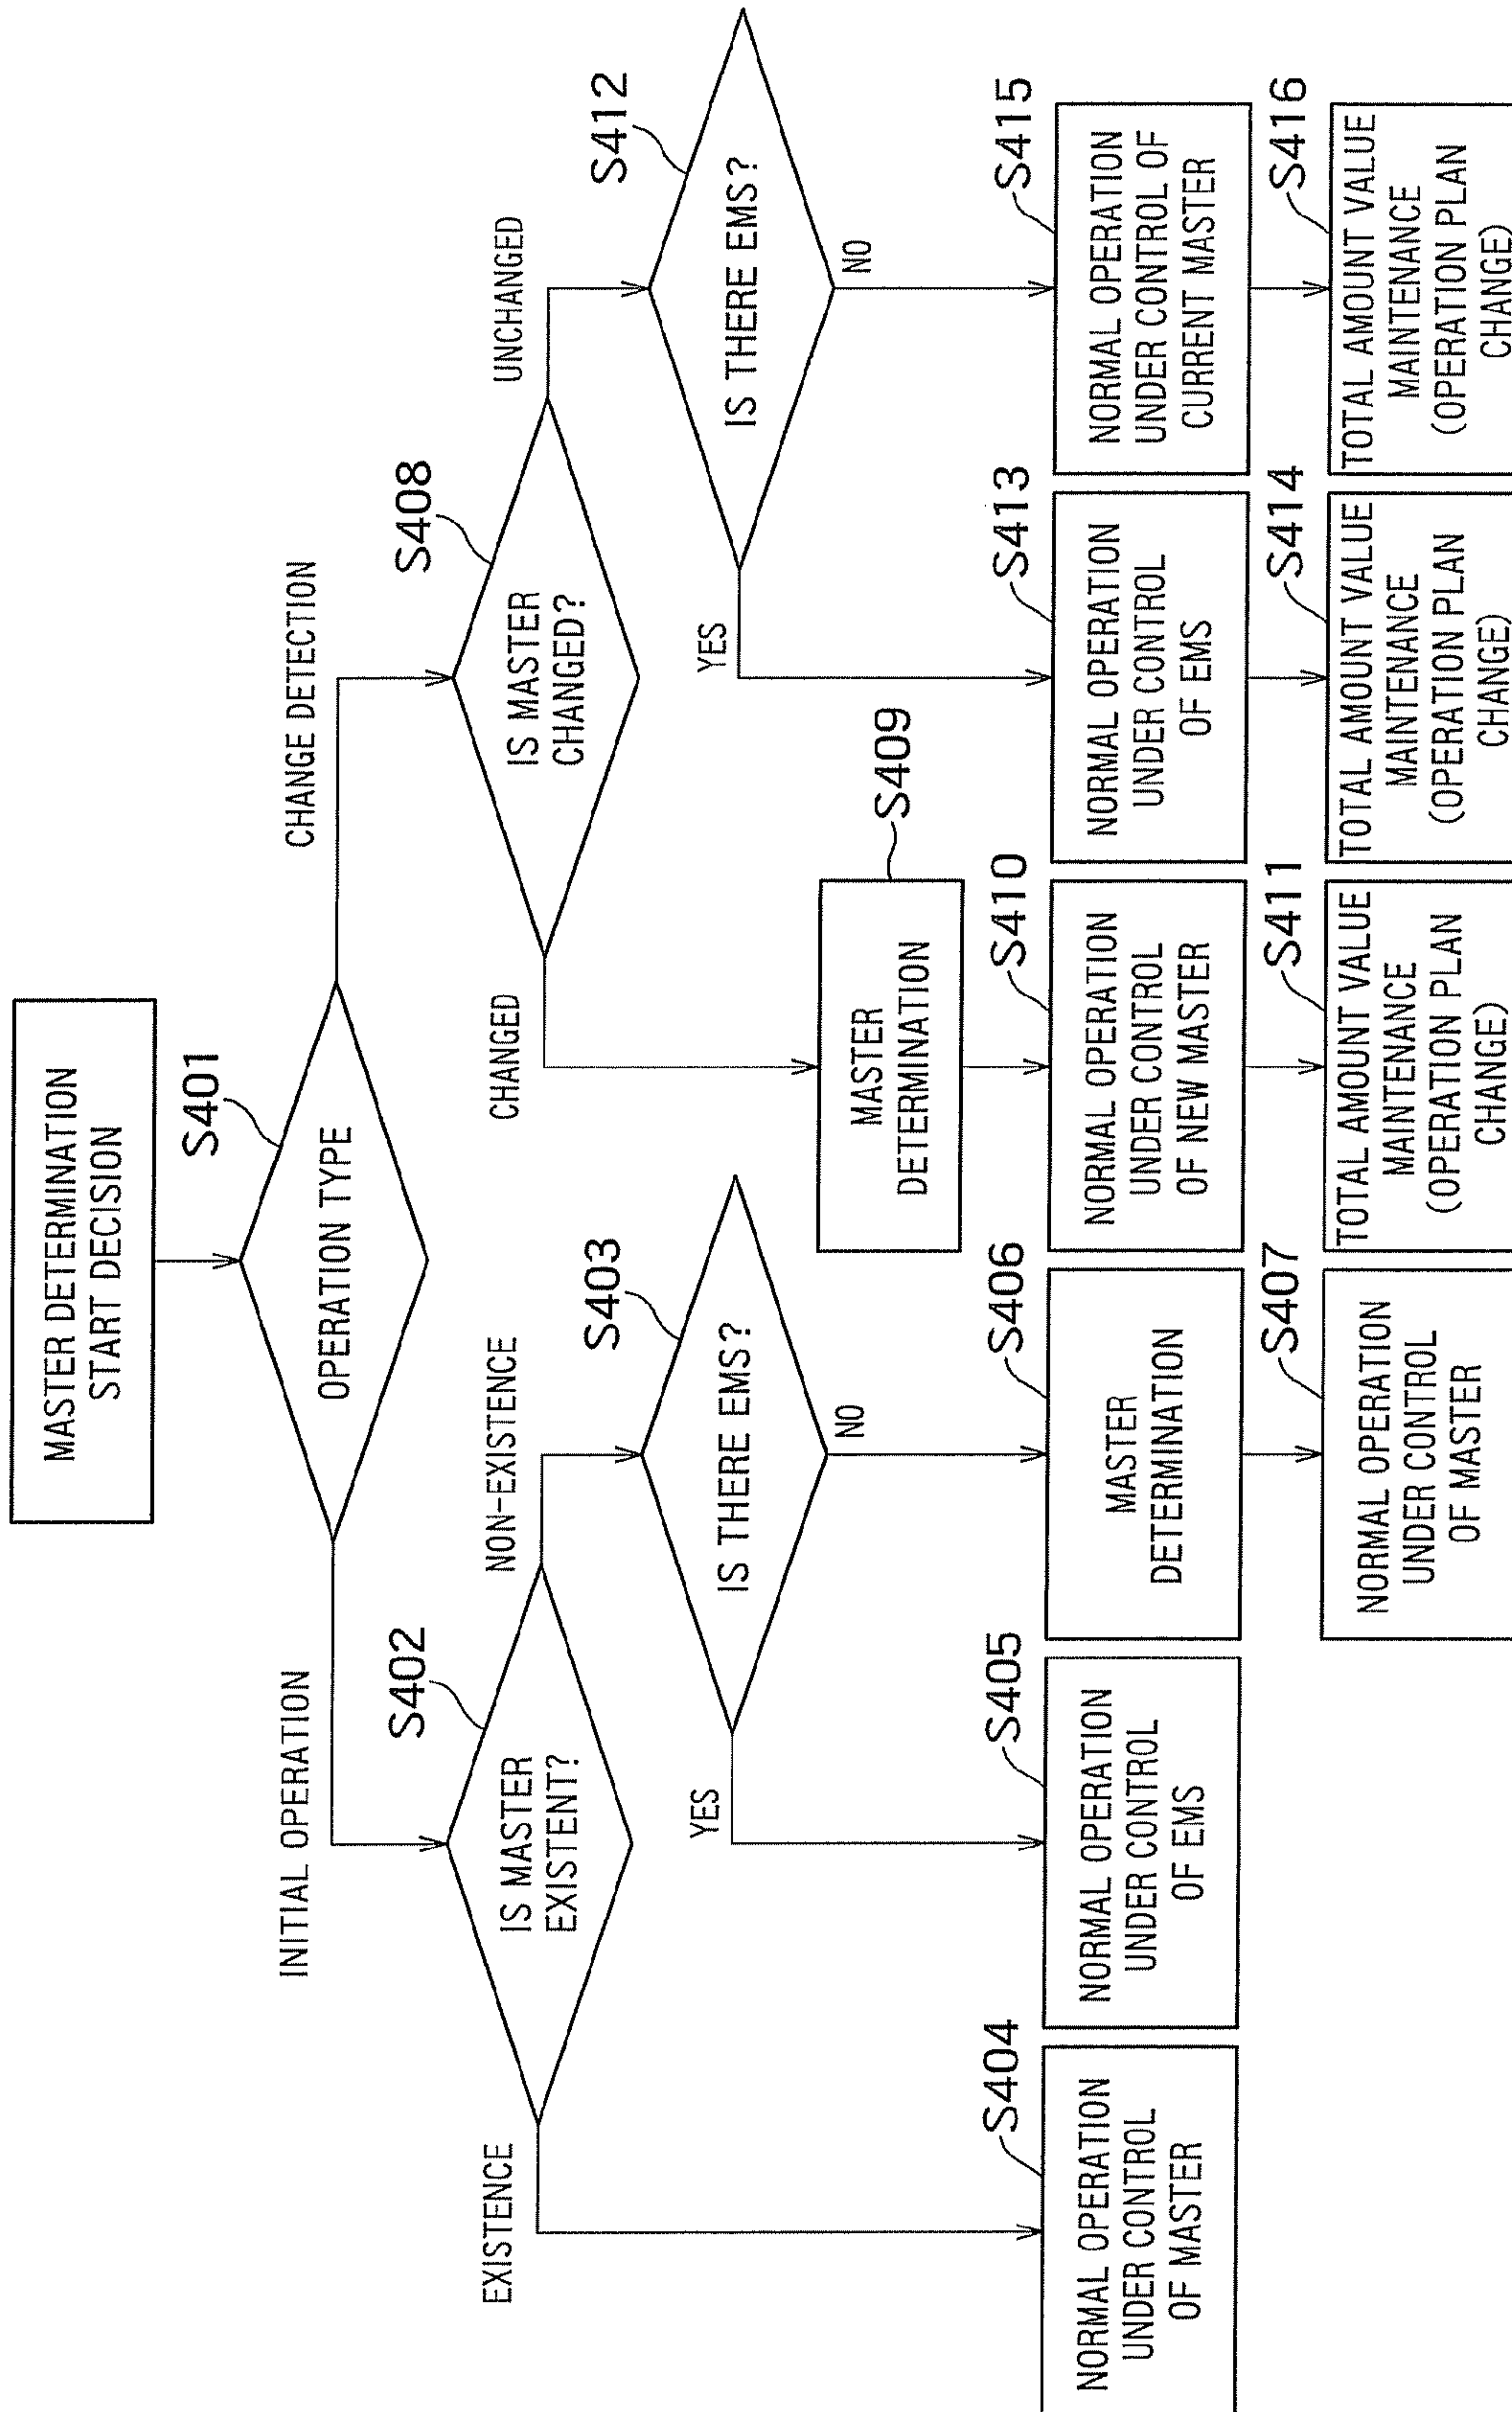 MASTER DETERMINATION
START DECISION
S401
OPERATION TYPE
INITIAL OPERATION
CHANGE DETECTION
S402
IS MASTER
EXISTENT?
S408
IS MASTER
CHANGED?
EXISTENCE
NON-EXISTENCE
CHANGED
UNCHANGED
S403
IS THERE EMS?
S412
IS THERE EMS?
YES
NO
YES
NO
S409
MASTER
DETERMINATION
S404
NORMAL OPERATION
UNDER CONTROL
OF MASTER
S405
NORMAL OPERATION
UNDER CONTROL
OF EMS
S406
MASTER
DETERMINATION
S410
NORMAL OPERATION
UNDER CONTROL
OF NEW MASTER
S413
NORMAL OPERATION
UNDER CONTROL
OF EMS
S415
NORMAL OPERATION
UNDER CONTROL OF
CURRENT MASTER
S407
NORMAL OPERATION
UNDER CONTROL
OF MASTER
S411
TOTAL AMOUNT VALUE
MAINTENANCE
(OPERATION PLAN
CHANGE)
S414
TOTAL AMOUNT VALUE
MAINTENANCE
(OPERATION PLAN
CHANGE)
S416
TOTAL AMOUNT VALUE
MAINTENANCE
(OPERATION PLAN
CHANGE)